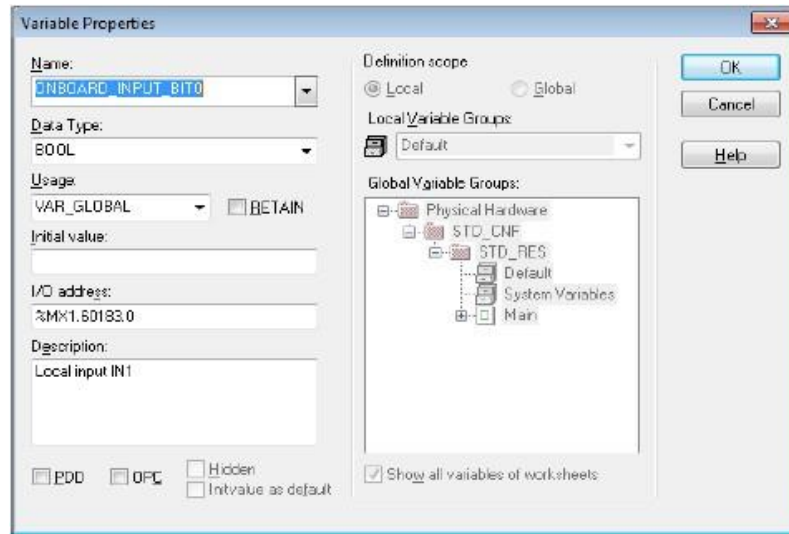 Variable Properties
Name:
ONBOARD_INPUT_BIT0
Data Type:
BOOL
Usage:
VAR_GLOBAL
RETAIN
Initial value:
I/O address:
%MX1.60183.0
Description:
Local input IN1
PDD
OPC
Hidden
Initvalue as default
Definition scope
Local
Global
Local Variable Groups:
Default
Global Variable Groups:
Physical Hardware
STD_CNF
STD_RES
Default
System Variables
Main
Show all variables of worksheets
OK
Cancel
Help